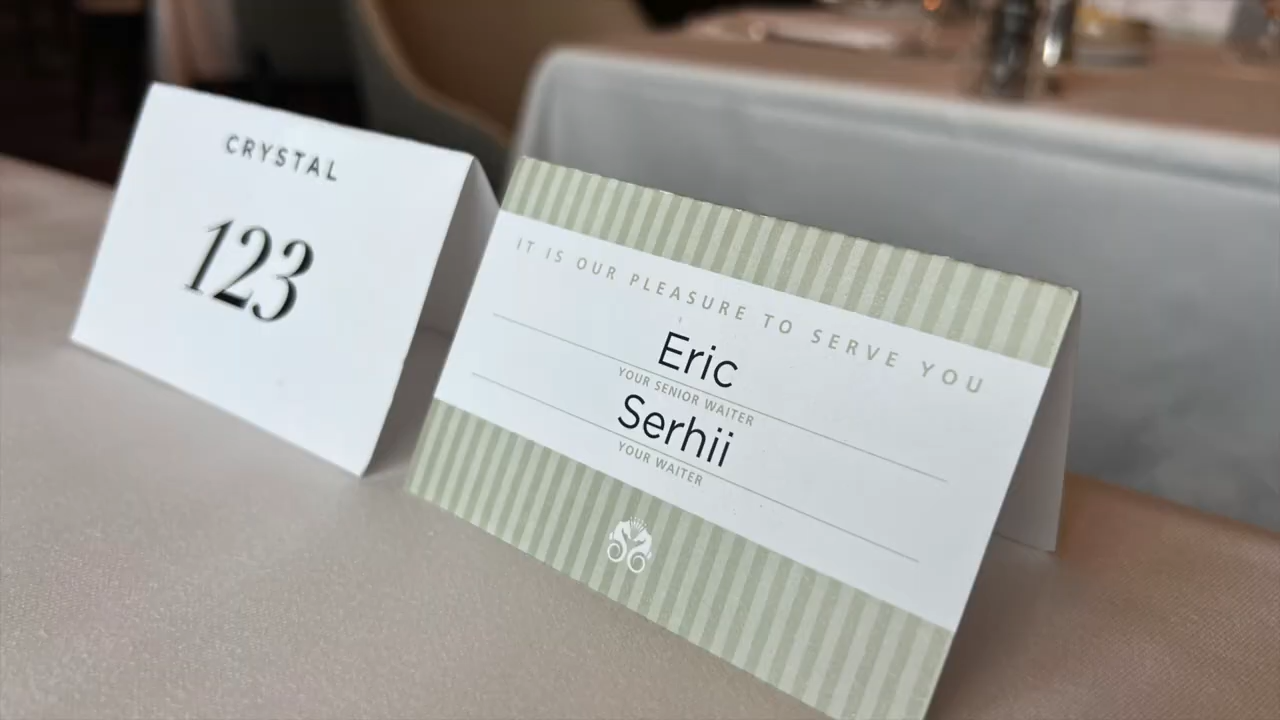 CRYSTAL
123
IT IS OUR PLEASURE TO SERVE YOU
Eric
YOUR SENIOR WAITER
Serhii
YOUR WAITER